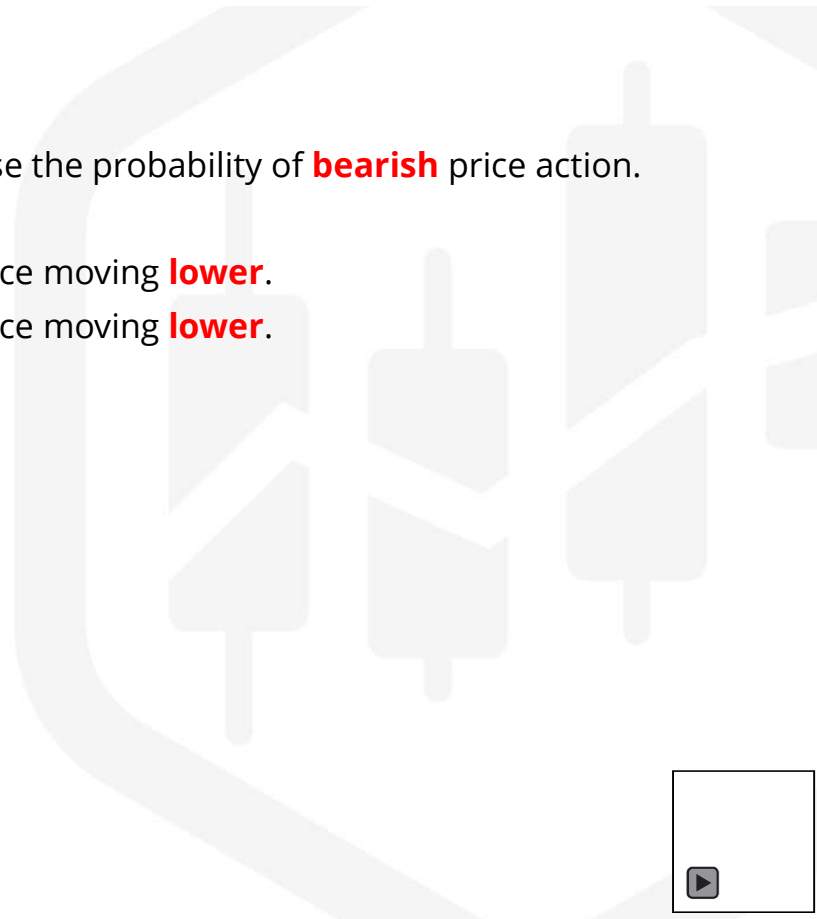 se the probability of bearish price action.
ce moving lower.
ce moving lower.